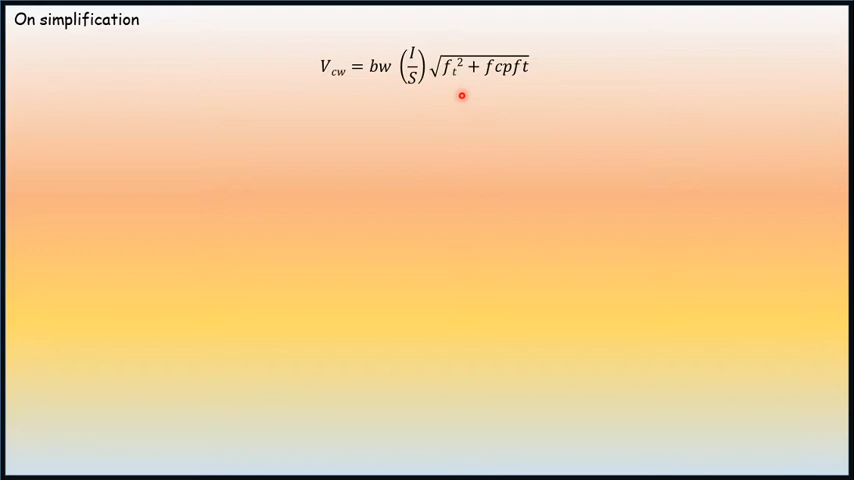 On simplification
V_cw = bw (I/S) √(f_t² + fcpft)